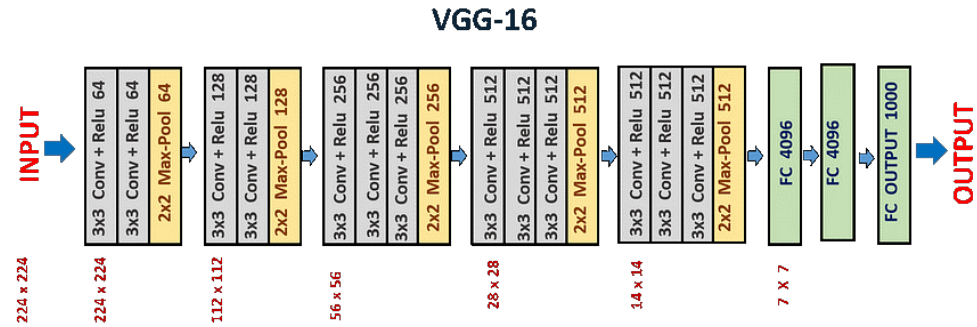 VGG-16
INPUT
3x3 Conv + Relu 64
3x3 Conv + Relu 64
2x2 Max-Pool 64
3x3 Conv + Relu 128
3x3 Conv + Relu 128
2x2 Max-Pool 128
3x3 Conv + Relu 256
3x3 Conv + Relu 256
3x3 Conv + Relu 256
2x2 Max-Pool 256
3x3 Conv + Relu 512
3x3 Conv + Relu 512
3x3 Conv + Relu 512
2x2 Max-Pool 512
3x3 Conv + Relu 512
3x3 Conv + Relu 512
3x3 Conv + Relu 512
2x2 Max-Pool 512
FC 4096
FC 4096
FC OUTPUT 1000
OUTPUT
224 x 224
224 x 224
112 x 112
56 x 56
28 x 28
14 x 14
7 X 7